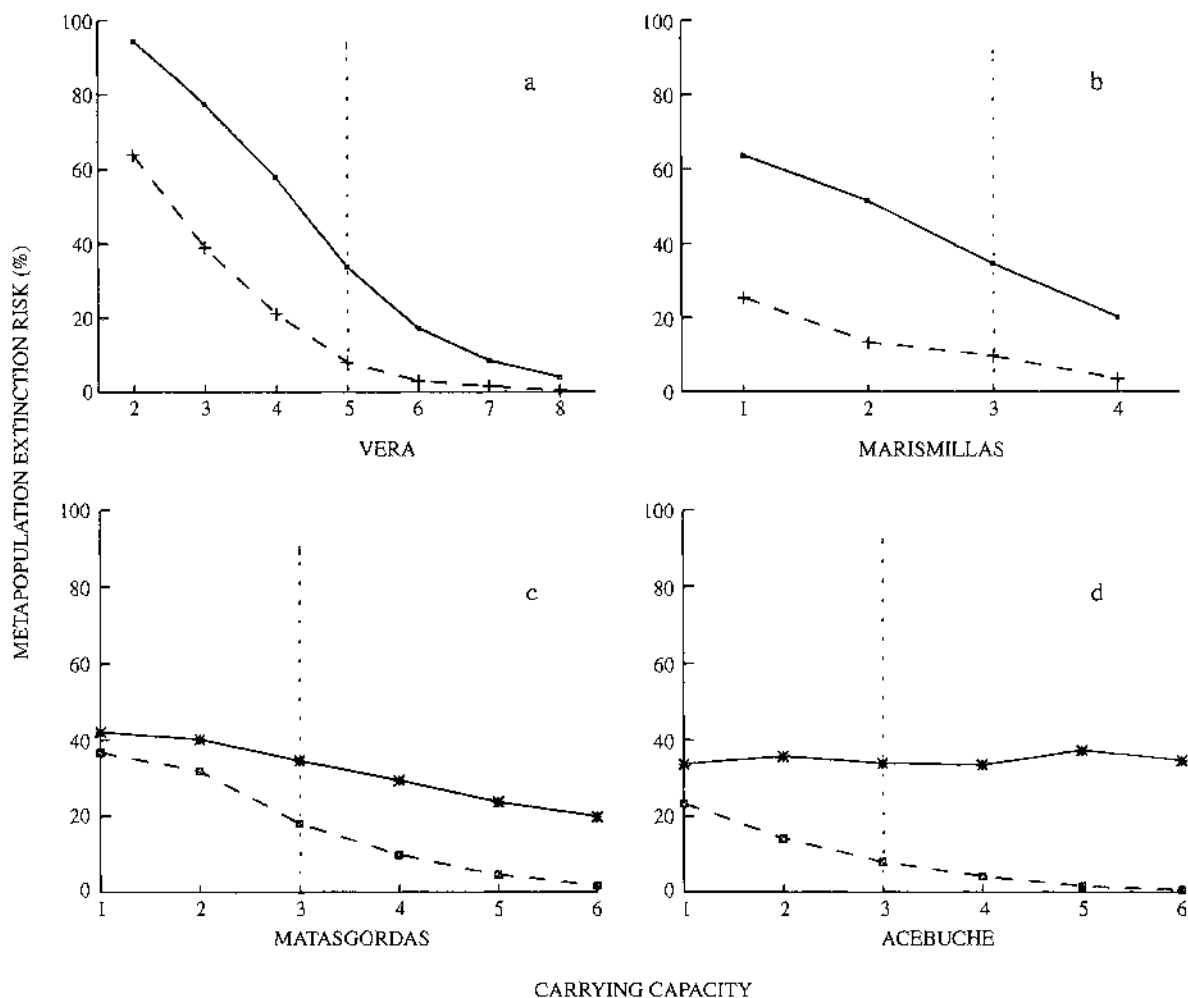 METAPOPULATION EXTINCTION RISK (%)
100
80
60
40
20
0
a
2 3 4 5 6 7 8
VERA
100
80
60
40
20
0
b
1 2 3 4
MARISMILLAS
100
80
60
40
20
0
c
1 2 3 4 5 6
MATASGORDAS
100
80
60
40
20
0
d
1 2 3 4 5 6
ACEBUCHE
CARRYING CAPACITY